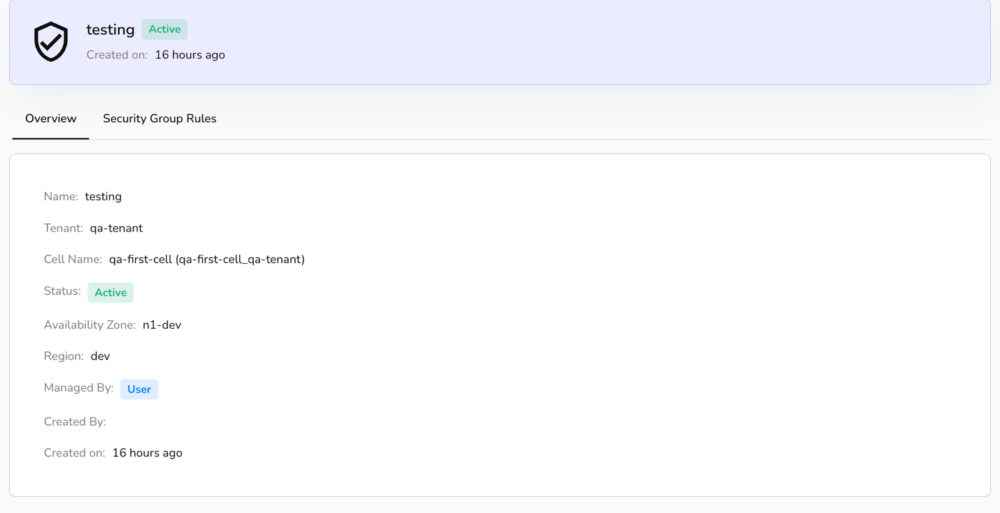 testing Active
Created on: 16 hours ago
Overview Security Group Rules
Name: testing
Tenant: qa-tenant
Cell Name: qa-first-cell (qa-first-cell_qa-tenant)
Status: Active
Availability Zone: n1-dev
Region: dev
Managed By: User
Created By:
Created on: 16 hours ago